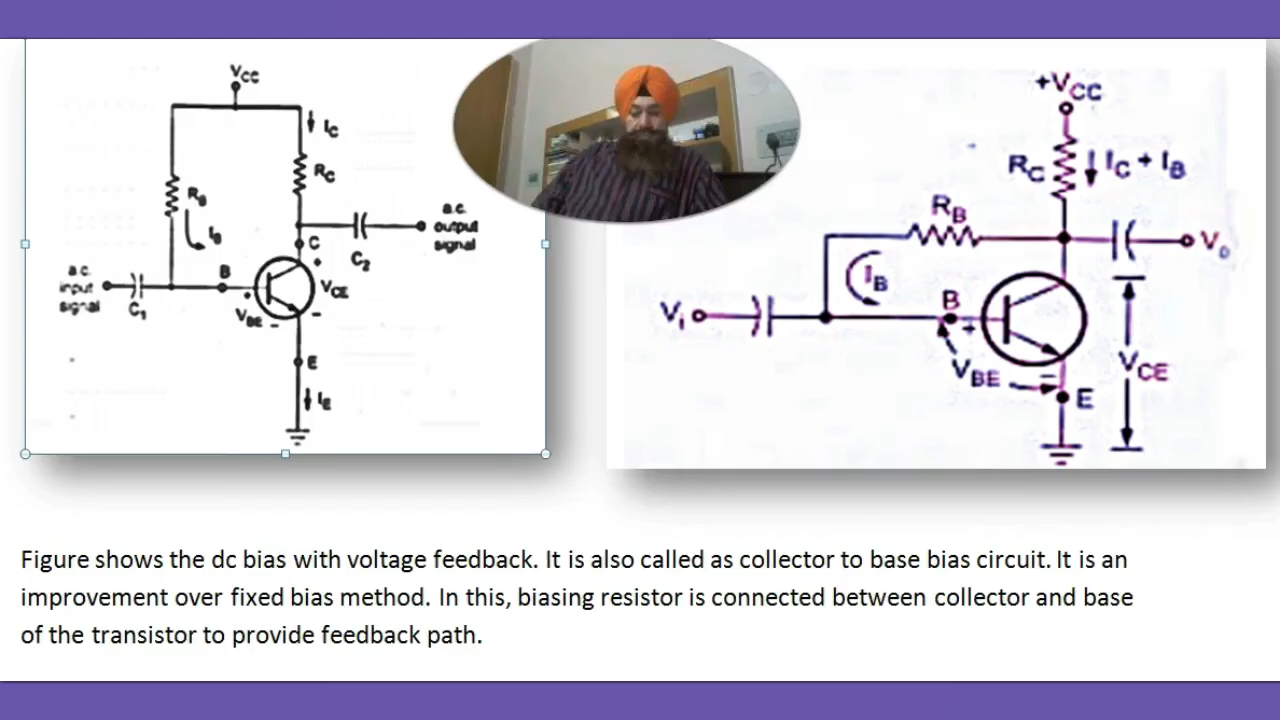 VCC
IC
RC
RB
IB
a.c.
output
signal
C
+
C2
a.c.
input
signal
C1
B
+
VBE
-
VCE
-
E
IE
+VCC
RC
IC + IB
RB
Vo
IB
Vi
B
+
VBE
-
VCE
E
Figure shows the dc bias with voltage feedback. It is also called as collector to base bias circuit. It is an
improvement over fixed bias method. In this, biasing resistor is connected between collector and base
of the transistor to provide feedback path.